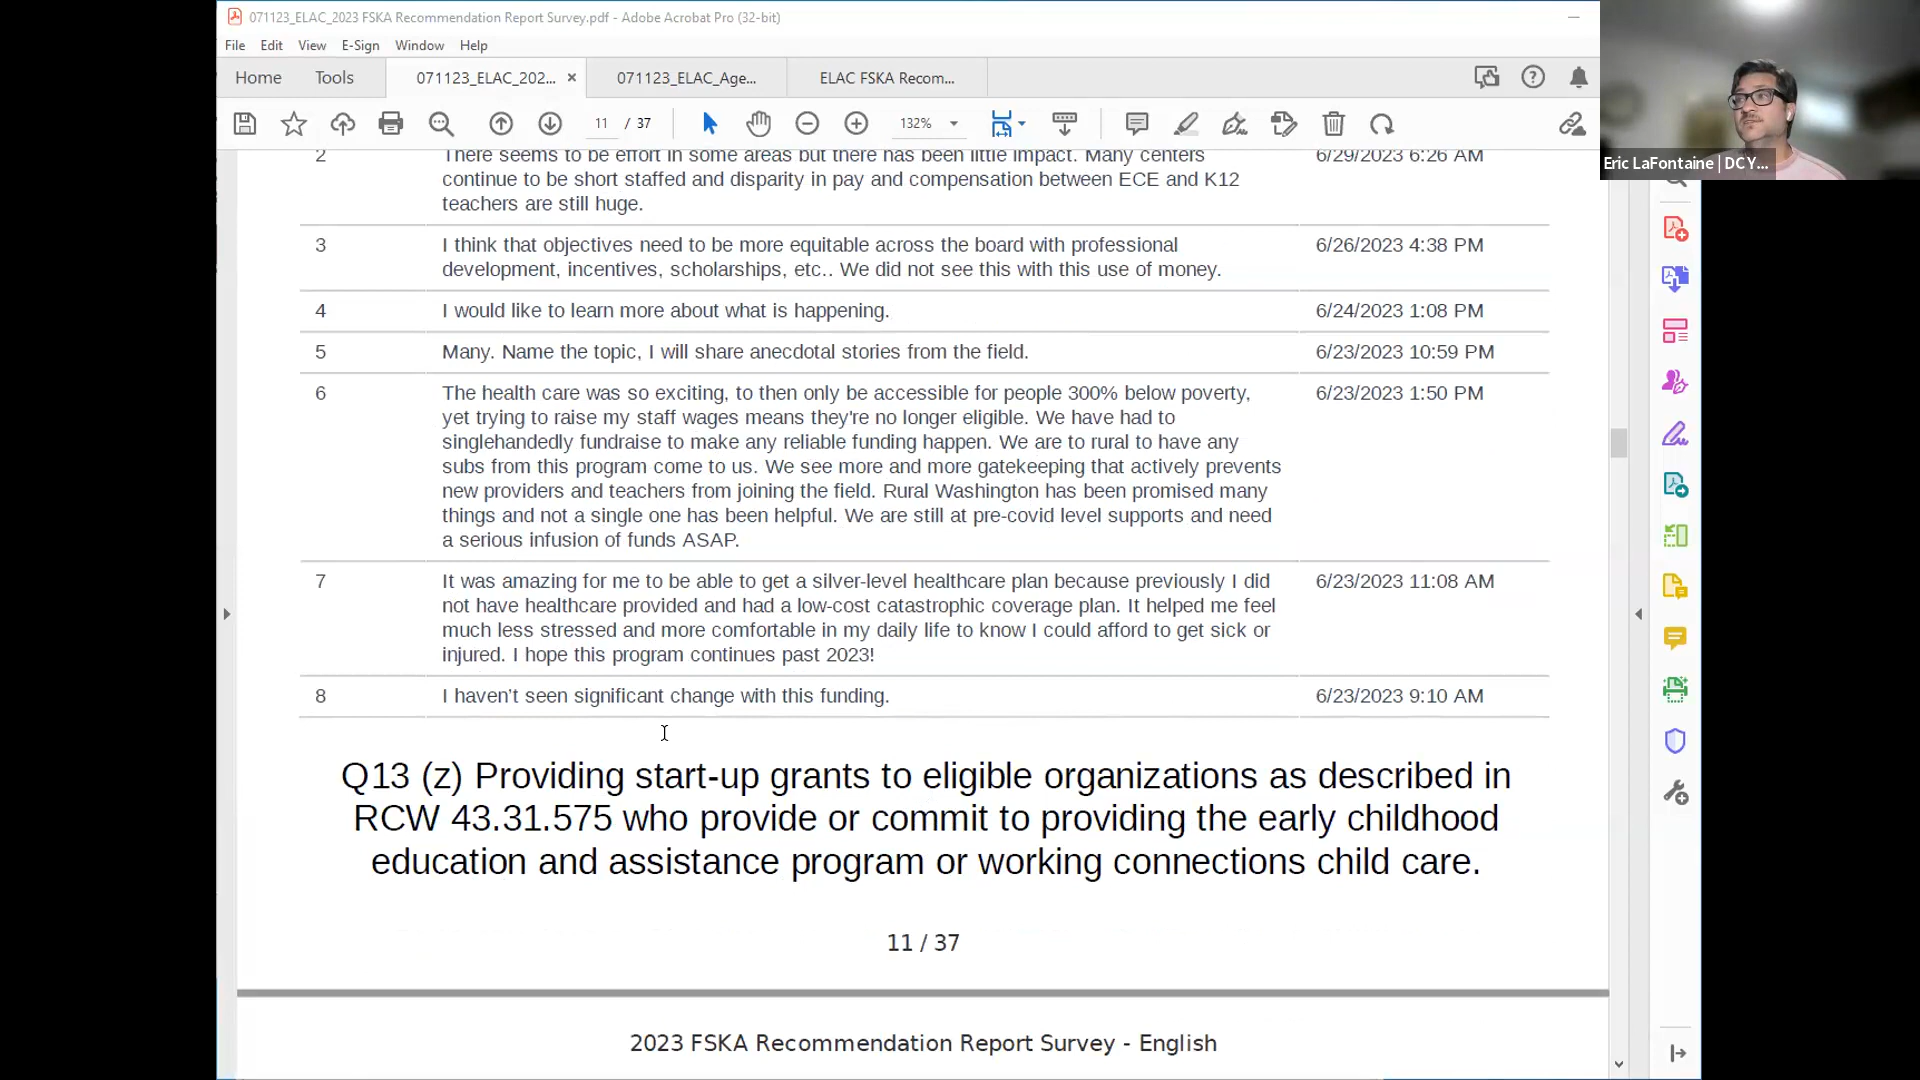 071123_ELAC_2023 FSKA Recommendation Report Survey.pdf - Adobe Acrobat Pro (32-bit)
File Edit View E-Sign Window Help
Home Tools 071123_ELAC_202... × 071123_ELAC_Age... ELAC FSKA Recom...
11 / 37 132%
Eric LaFontaine | DCY...
2 There seems to be effort in some areas but there has been little impact. Many centers 6/29/2023 6:26 AM
continue to be short staffed and disparity in pay and compensation between ECE and K12
teachers are still huge.
3 I think that objectives need to be more equitable across the board with professional 6/26/2023 4:38 PM
development, incentives, scholarships, etc.. We did not see this with this use of money.
4 I would like to learn more about what is happening. 6/24/2023 1:08 PM
5 Many. Name the topic, I will share anecdotal stories from the field. 6/23/2023 10:59 PM
6 The health care was so exciting, to then only be accessible for people 300% below poverty, 6/23/2023 1:50 PM
yet trying to raise my staff wages means they're no longer eligible. We have had to
singlehandedly fundraise to make any reliable funding happen. We are to rural to have any
subs from this program come to us. We see more and more gatekeeping that actively prevents
new providers and teachers from joining the field. Rural Washington has been promised many
things and not a single one has been helpful. We are still at pre-covid level supports and need
a serious infusion of funds ASAP.
7 It was amazing for me to be able to get a silver-level healthcare plan because previously I did 6/23/2023 11:08 AM
not have healthcare provided and had a low-cost catastrophic coverage plan. It helped me feel
much less stressed and more comfortable in my daily life to know I could afford to get sick or
injured. I hope this program continues past 2023!
8 I haven't seen significant change with this funding. 6/23/2023 9:10 AM
Q13 (z) Providing start-up grants to eligible organizations as described in
RCW 43.31.575 who provide or commit to providing the early childhood
education and assistance program or working connections child care.
11 / 37
2023 FSKA Recommendation Report Survey - English